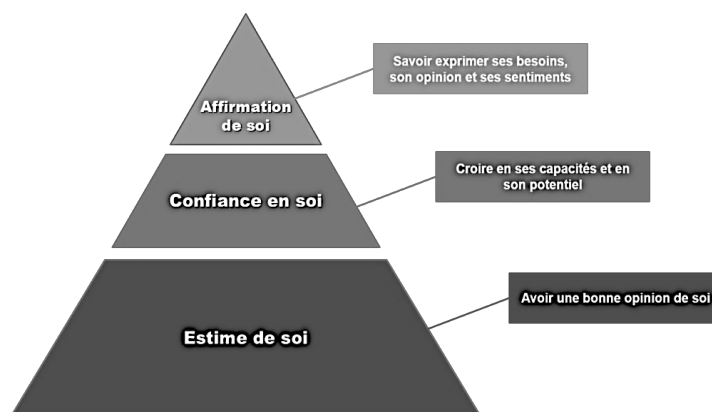 Savoir exprimer ses besoins,
son opinion et ses sentiments
Affirmation
de soi
Croire en ses capacités et en
son potentiel
Confiance en soi
Avoir une bonne opinion de soi
Estime de soi